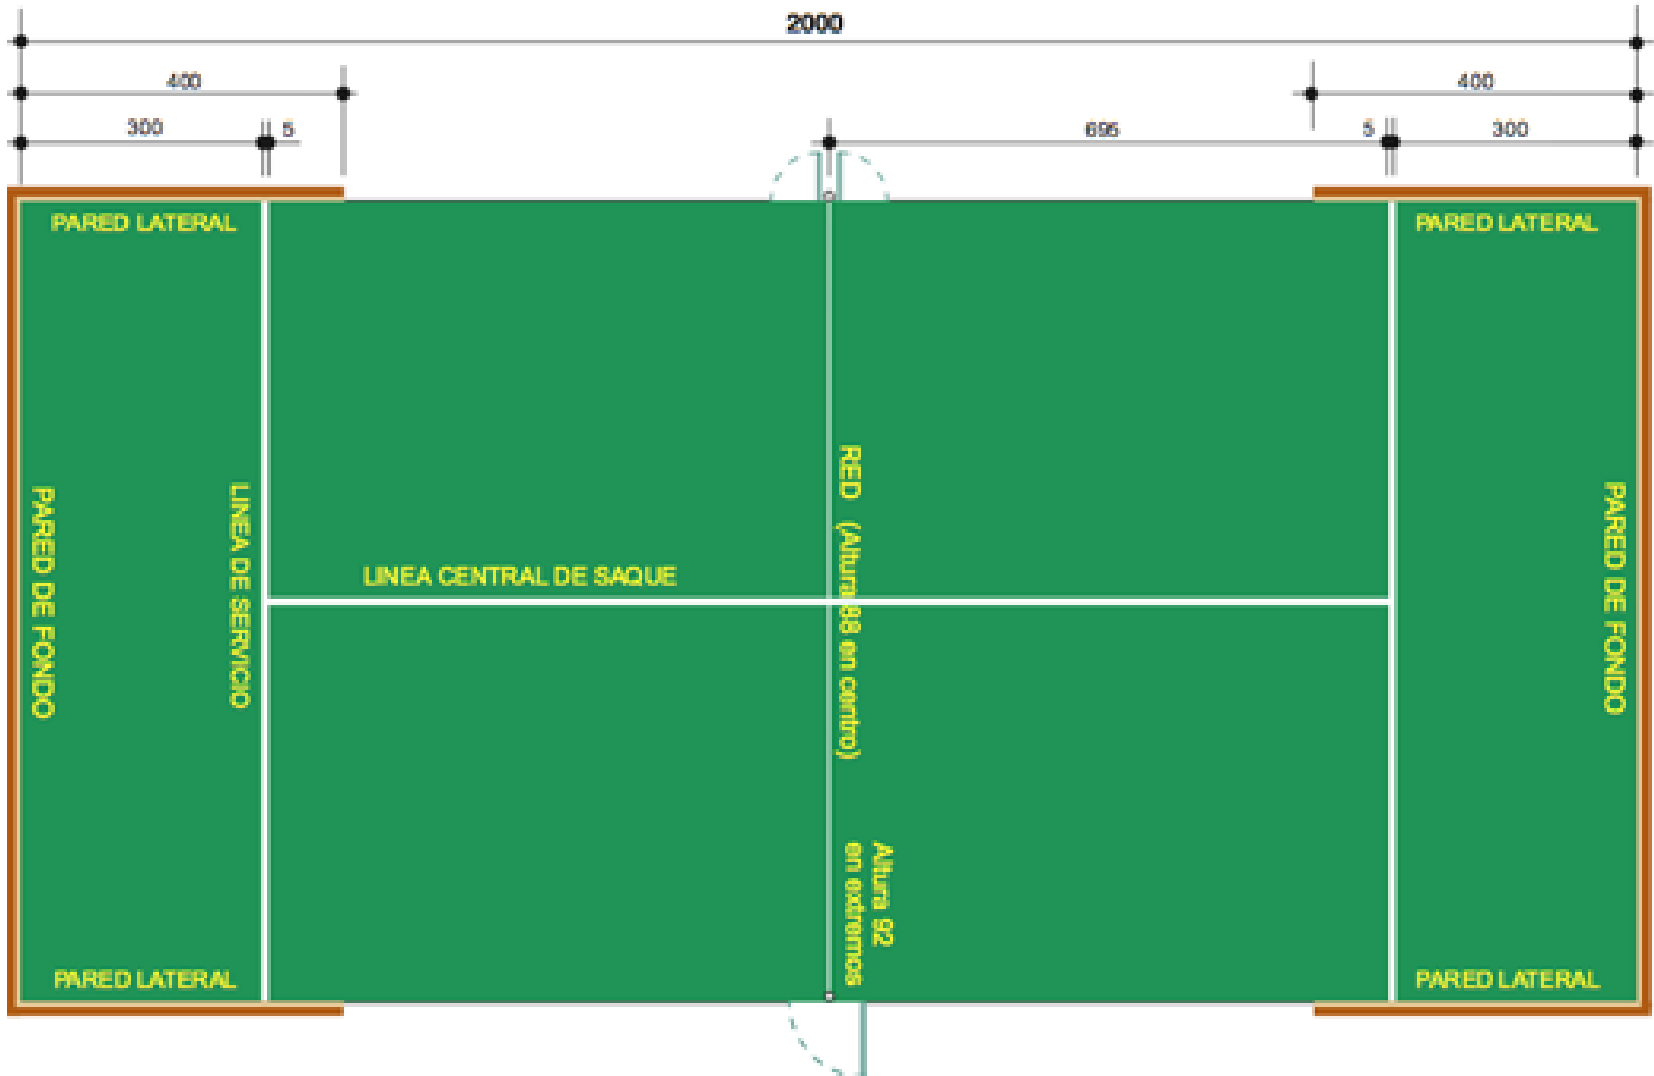 2000
400
400
300
5
695
5
300
PARED LATERAL
PARED LATERAL
PARED DE FONDO
LINEA DE SERVICIO
LINEA CENTRAL DE SAQUE
RED (Altura 88 en centro)
Altura 92
en extremos
PARED DE FONDO
PARED LATERAL
PARED LATERAL